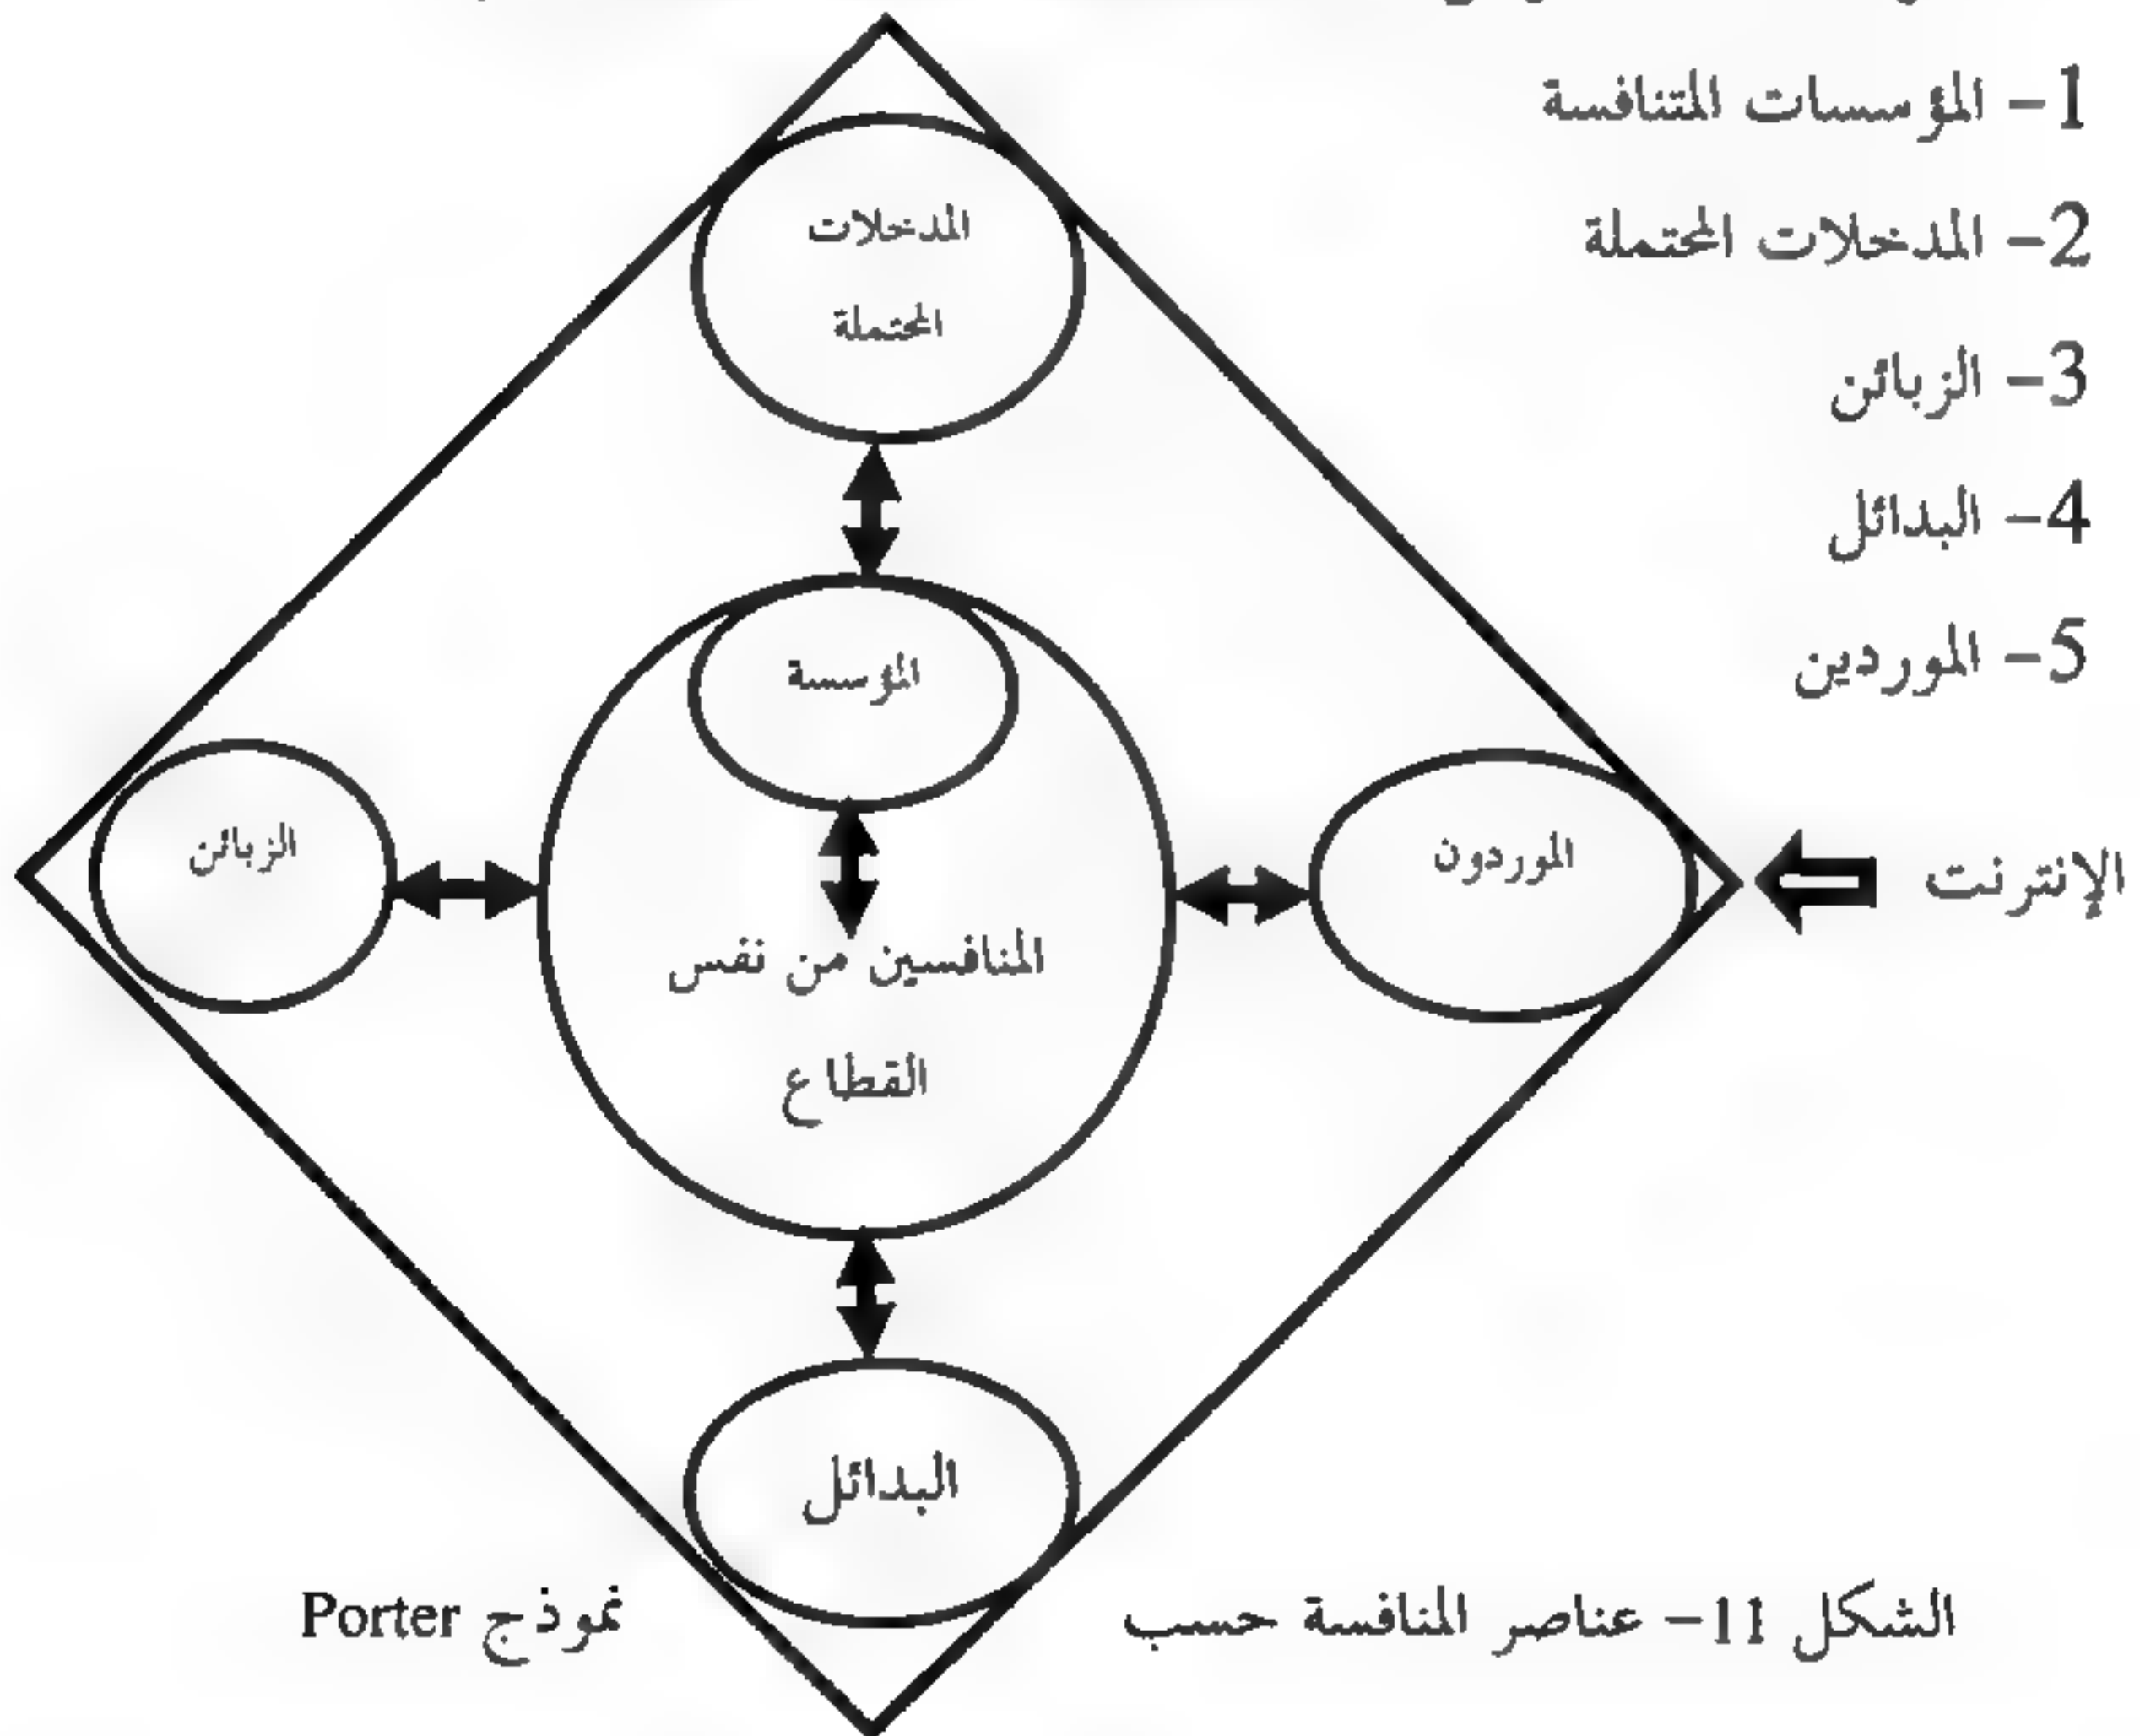 1- المؤسسات المتنافسة
2- المدخلات المحتملة
3- الزبائن
4- البدائل
5- الموردين
المدخلات
المحتملة
المؤسسة
الزبائن
الموردون
الإنترنت
المنافسين من نفس
القطاع
البدائل
الشكل 11- عناصر المنافسة حسب نموذج Porter